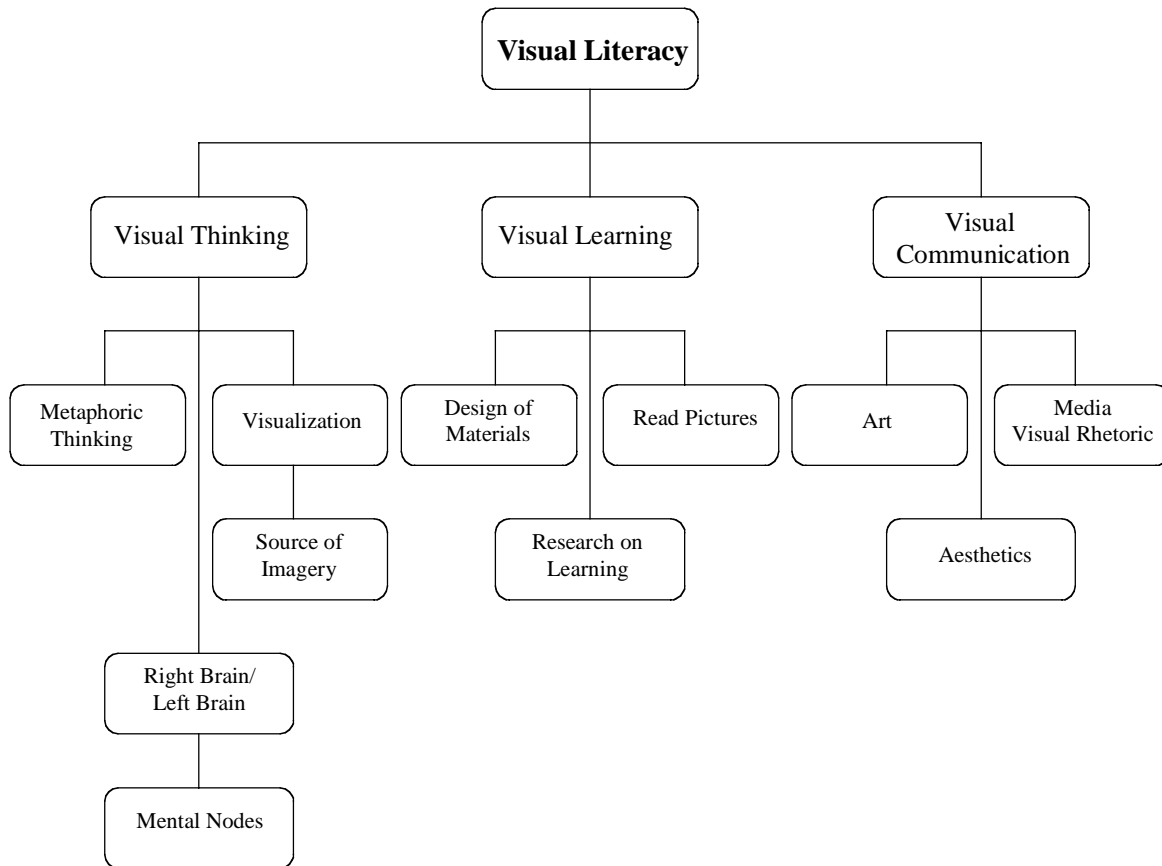 Visual Literacy
Visual Thinking
Visual Learning
Visual
Communication
Metaphoric
Thinking
Visualization
Design of
Materials
Read Pictures
Art
Media
Visual Rhetoric
Source of
Imagery
Research on
Learning
Aesthetics
Right Brain/
Left Brain
Mental Nodes